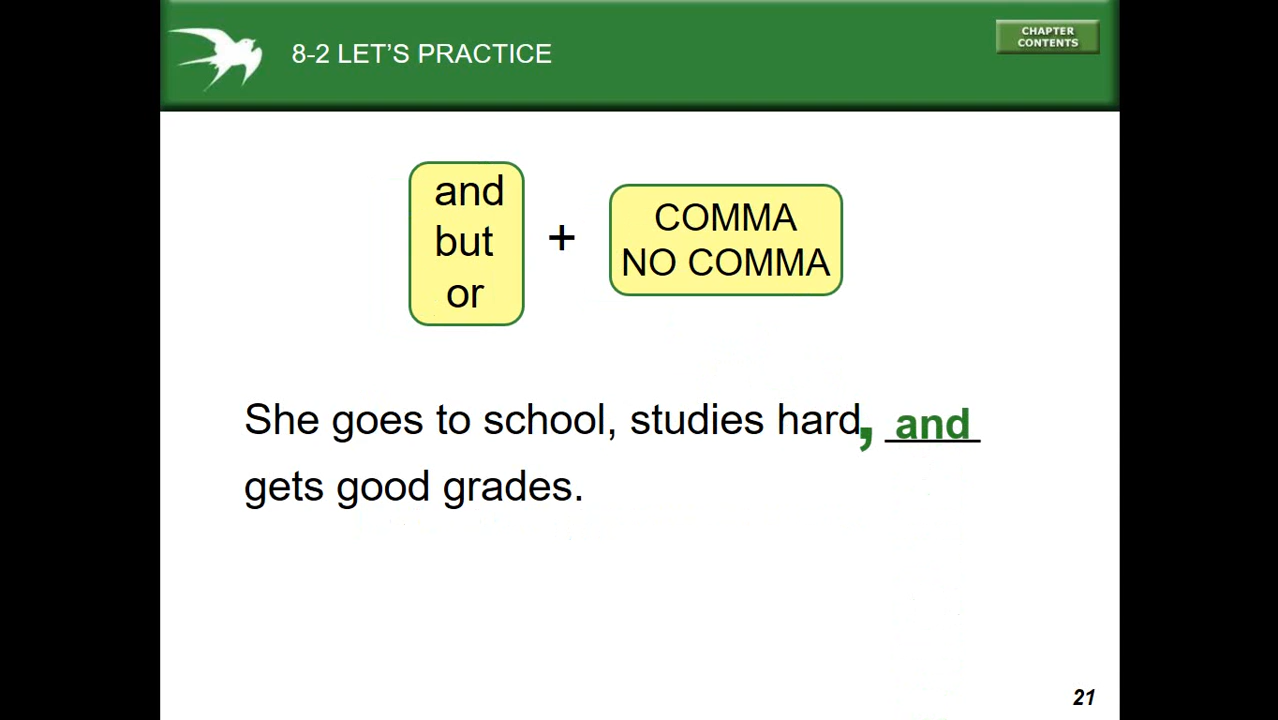 8-2 LET’S PRACTICE
CHAPTER
CONTENTS
and
but
or
+
COMMA
NO COMMA
She goes to school, studies hard, and
gets good grades.
21